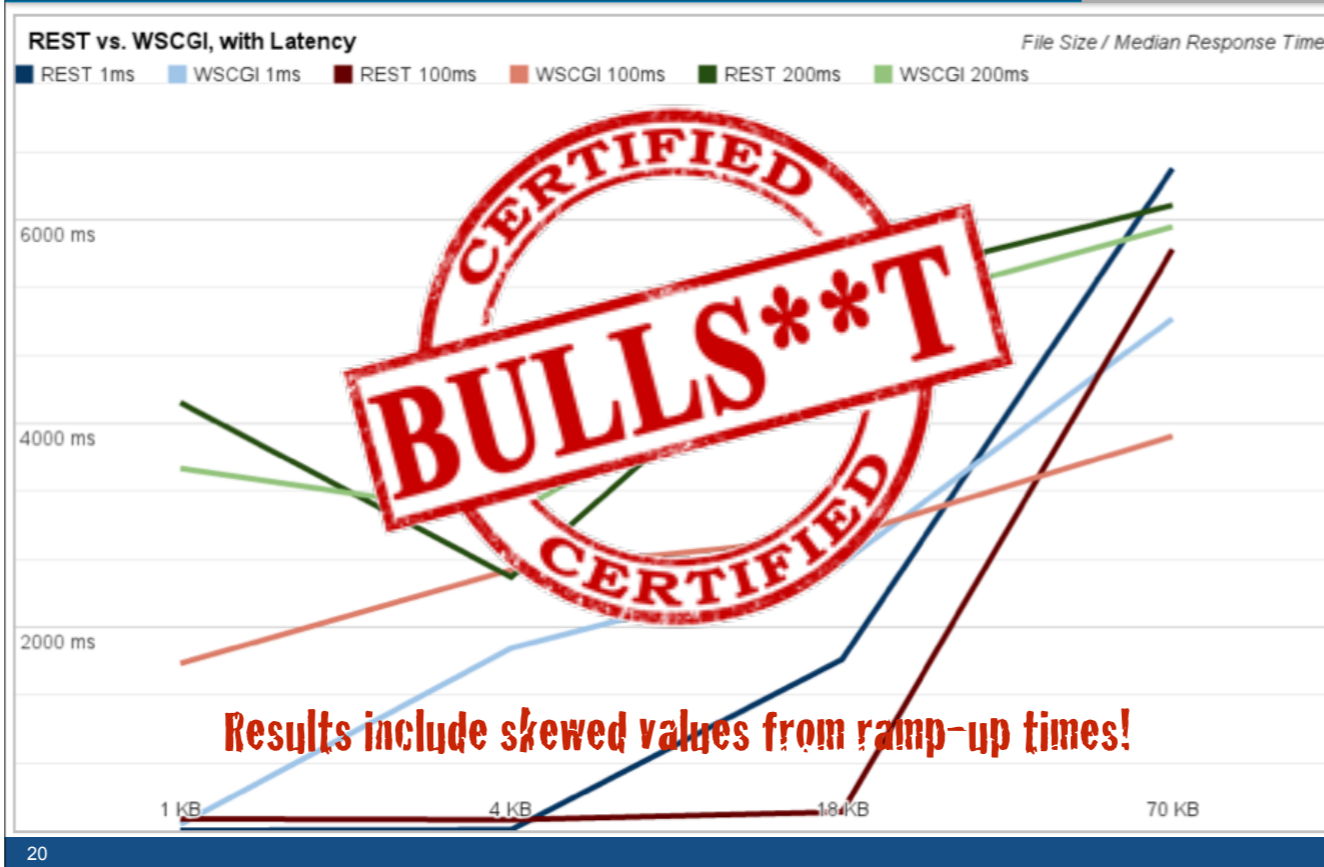 REST vs. WSCGI, with Latency
File Size / Median Response Time
REST 1ms WSCGI 1ms REST 100ms WSCGI 100ms REST 200ms WSCGI 200ms
CERTIFIED
6000 ms
BULLS**T
4000 ms
CERTIFIED
2000 ms
Results include skewed values from ramp-up times!
1 KB 4 KB 18 KB 70 KB
20